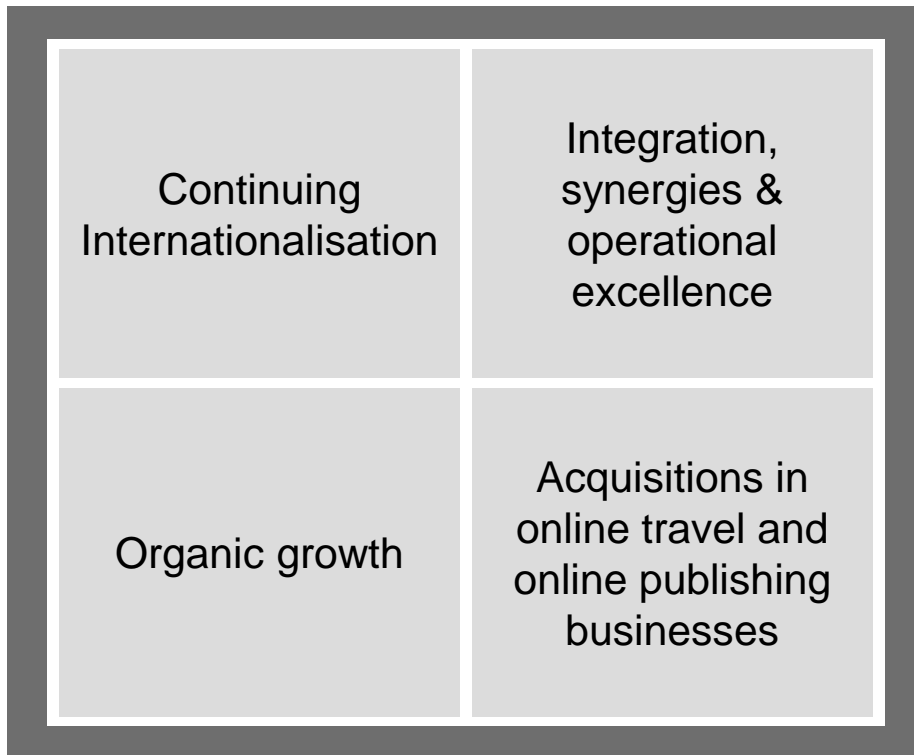 Continuing
Internationalisation
Integration,
synergies &
operational
excellence
Organic growth
Acquisitions in
online travel and
online publishing
businesses